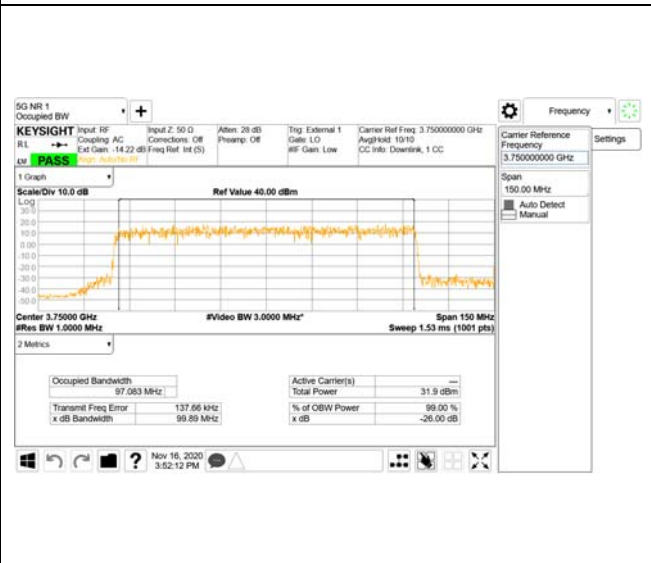 5G NR 1
Occupied BW
+
Frequency
KEYSIGHT Input: RF Input Z: 50 Ω Atten: 28 dB Trig: External 1 Carrier Ref Freq: 3.750000000 GHz
RL Coupling: AC Corrections: Off Preamp: Off Gate: LO Avg|Hold: 10/10
Ext Gain: -14.22 dB Freq Ref: Int (S) #IF Gain: Low CC Info: Downlink, 1 CC
PASS Align: Auto/No RF
Carrier Reference
Frequency
3.750000000 GHz
Settings
Span
150.00 MHz
Auto Detect
Manual
1 Graph
Scale/Div 10.0 dB Ref Value 40.00 dBm
Log
30.0
20.0
10.0
0.00
-10.0
-20.0
-30.0
-40.0
-50.0
Center 3.75000 GHz #Video BW 3.0000 MHz* Span 150 MHz
#Res BW 1.0000 MHz Sweep 1.53 ms (1001 pts)
2 Metrics
Occupied Bandwidth
97.083 MHz
Active Carrier(s) ---
Total Power 31.9 dBm
Transmit Freq Error 137.66 kHz
x dB Bandwidth 99.89 MHz
% of OBW Power 99.00 %
x dB -26.00 dB
? Nov 16, 2020
3:52:12 PM